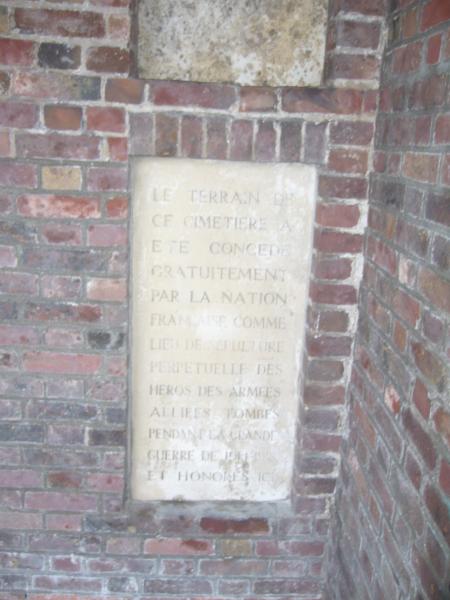 LE TERRAIN DE
CE CIMETIERE A
ETE CONCEDE
GRATUITEMENT
PAR LA NATION
FRANCAISE COMME
LIEU DE SEPULTURE
PERPETUELLE DES
HEROS DES ARMEES
ALLIEES TOMBES
PENDANT LA GRANDE
GUERRE DE
ET HONORES ICI